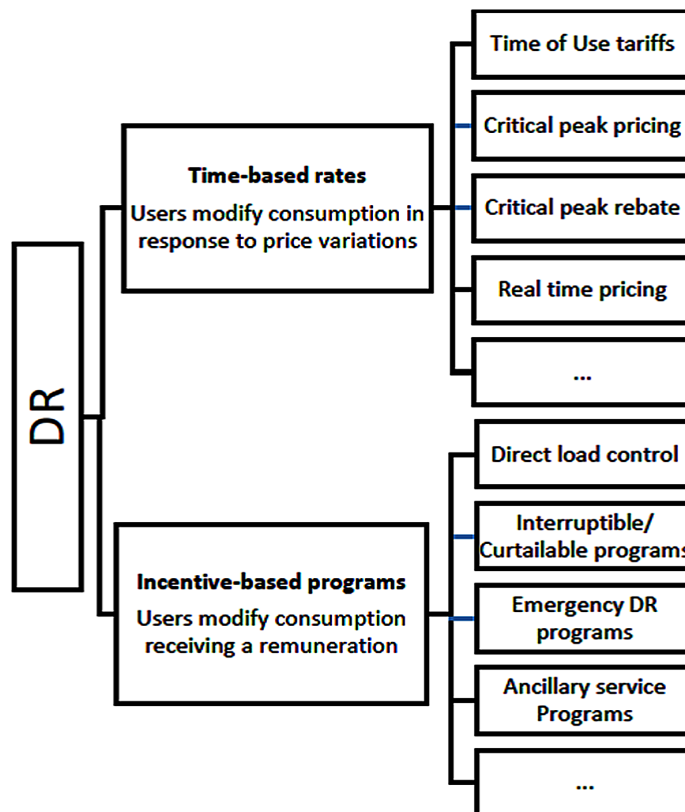 DR
Time-based rates
Users modify consumption in
response to price variations
Time of Use tariffs
Critical peak pricing
Critical peak rebate
Real time pricing
...
Incentive-based programs
Users modify consumption
receiving a remuneration
Direct load control
Interruptible/
Curtailable programs
Emergency DR
programs
Ancillary service
Programs
...